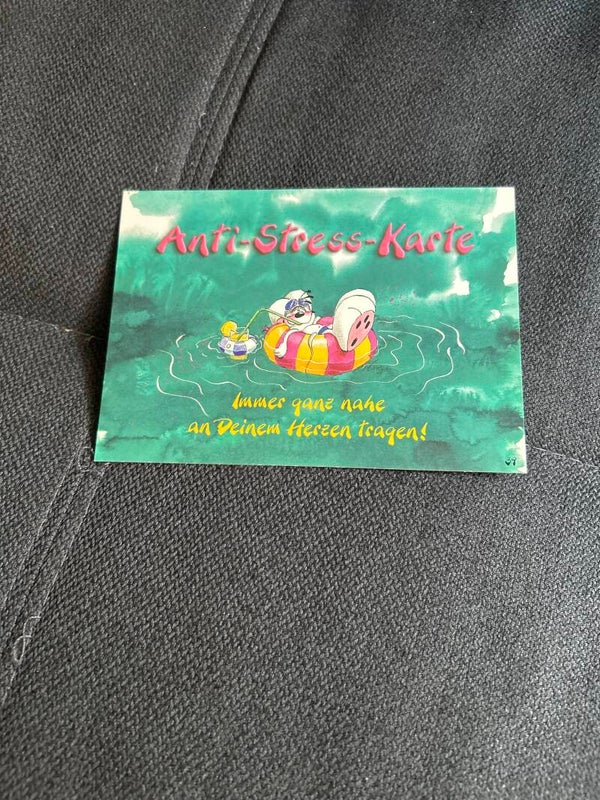 Anti-Stress-Karte
Immer ganz nahe
an Deinem Herzen tragen!